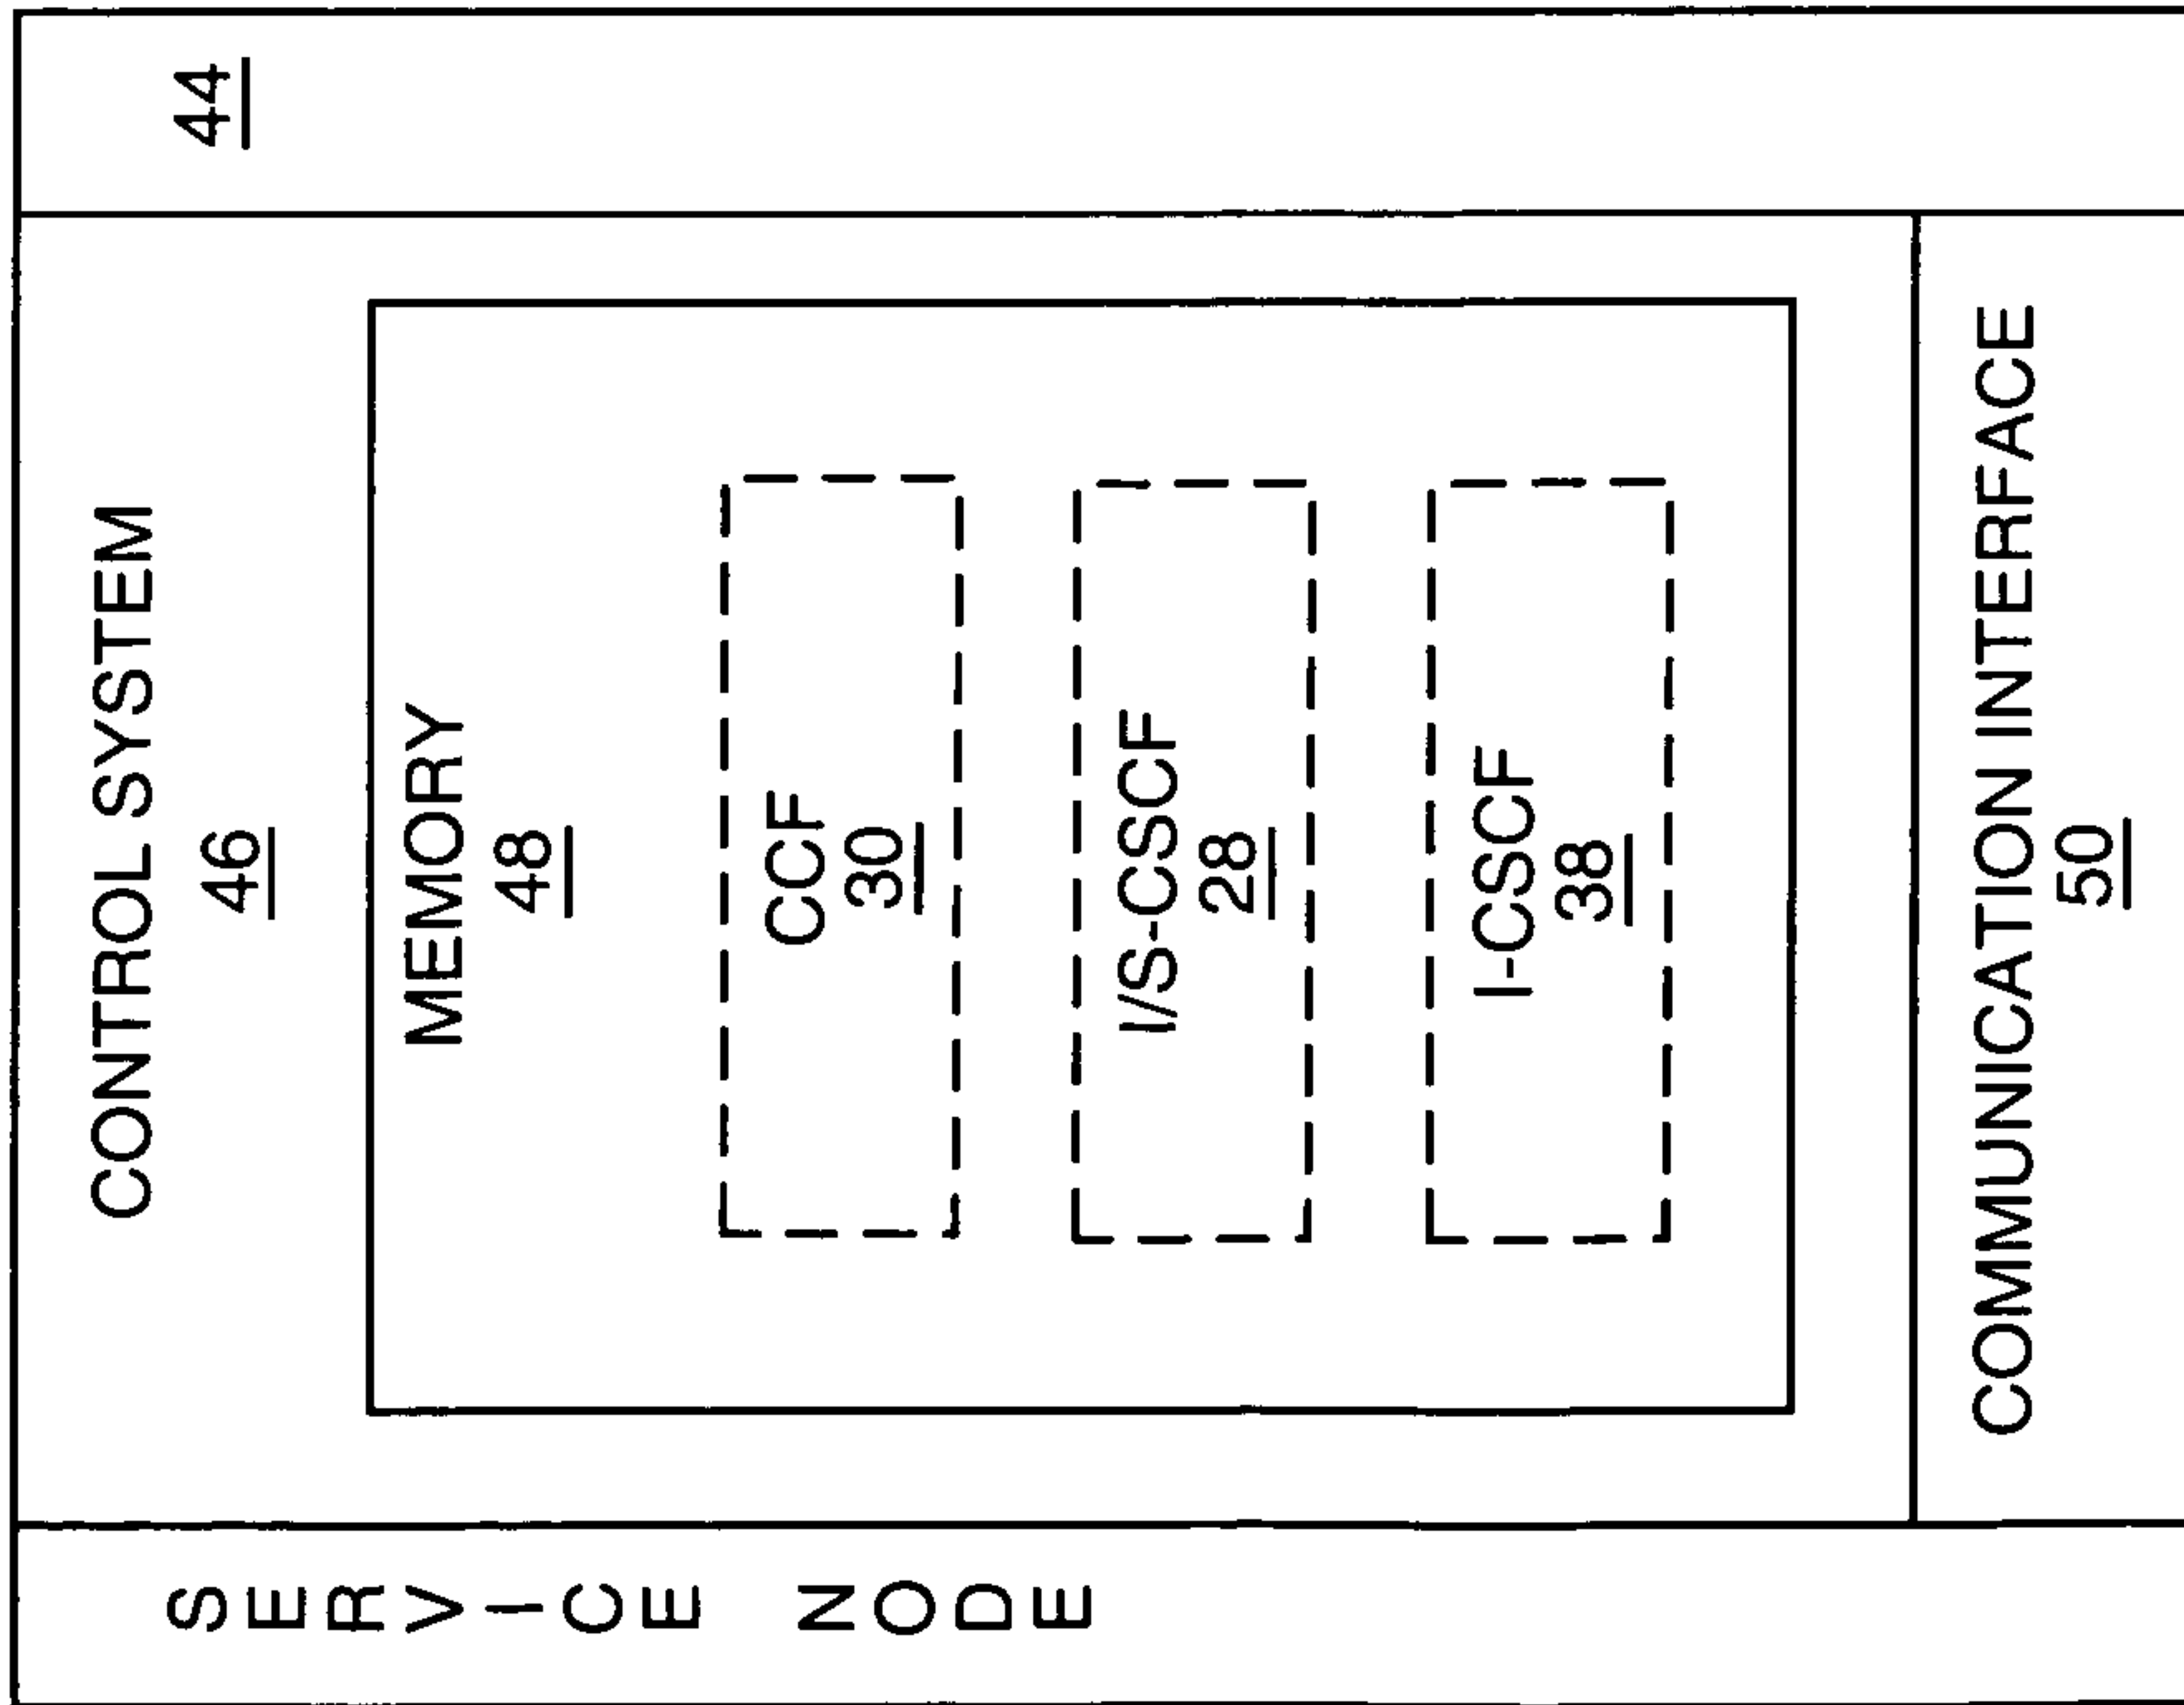 SERVICE NODE
44
CONTROL SYSTEM
46
MEMORY
48
CCF
30
I/S-CSCF
28
I-CSCF
38
COMMUNICATION INTERFACE
50